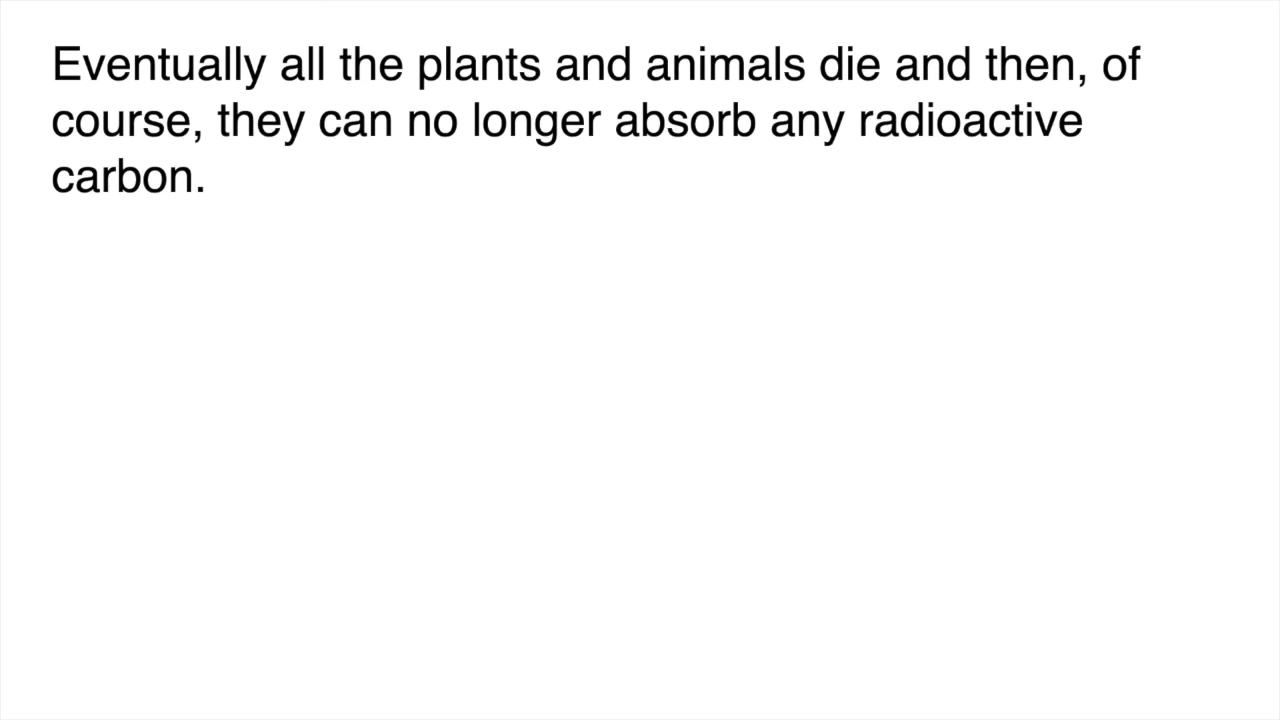 Eventually all the plants and animals die and then, of
course, they can no longer absorb any radioactive
carbon.